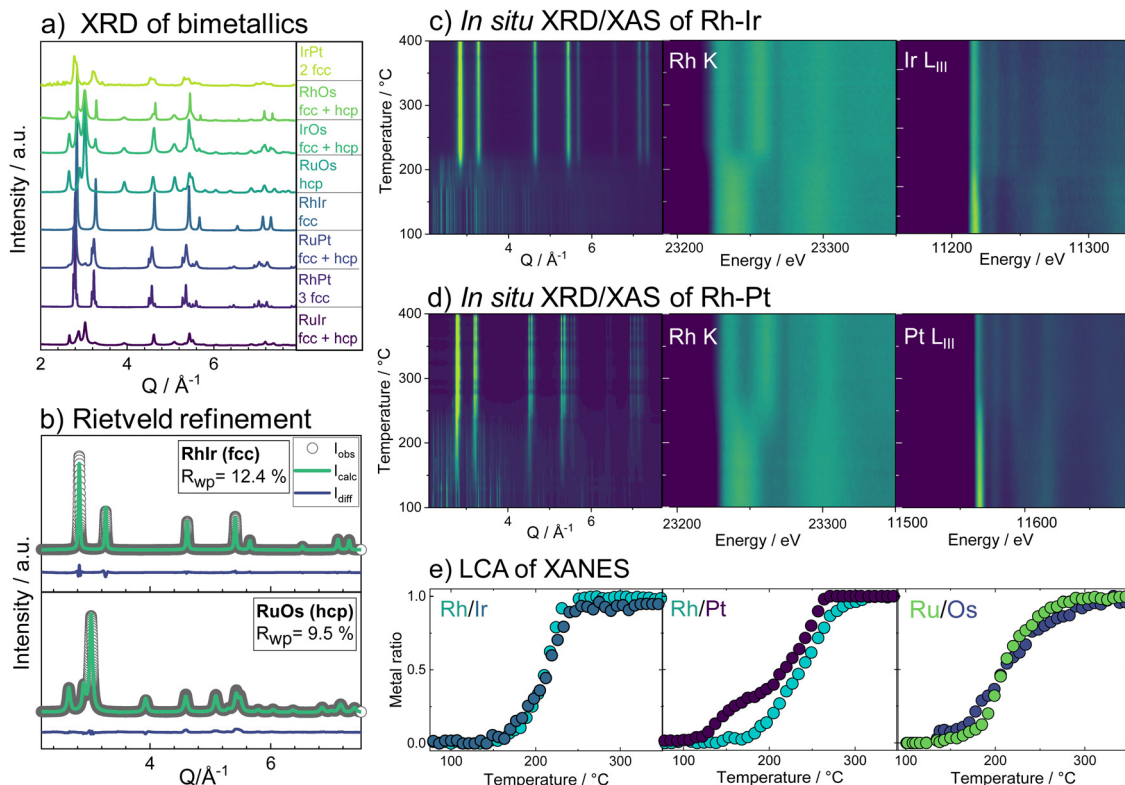 a) XRD of bimetallics
Intensity / a.u.
IrPt
2 fcc
RhOs
fcc + hcp
IrOs
fcc + hcp
RuOs
hcp
RhIr
fcc
RuPt
fcc + hcp
RhPt
3 fcc
RuIr
fcc + hcp
2 4 6
Q / Å-1
b) Rietveld refinement
Intensity / a.u.
RhIr (fcc)
Rwp= 12.4 %
Iobs
Icalc
Idiff
RuOs (hcp)
Rwp= 9.5 %
4 6
Q/Å-1
c) In situ XRD/XAS of Rh-Ir
Temperature / °C
400
300
200
100
4 6
Q / Å-1
Rh K
23200 23300
Energy / eV
Ir LIII
11200 11300
Energy / eV
d) In situ XRD/XAS of Rh-Pt
Temperature / °C
400
300
200
100
4 6
Q / Å-1
Rh K
23200 23300
Energy / eV
Pt LIII
11500 11600
Energy / eV
e) LCA of XANES
Metal ratio
1.0
0.5
0.0
Rh/Ir
100 200 300
Temperature / °C
Rh/Pt
100 200 300
Temperature / °C
Ru/Os
100 200 300
Temperature / °C